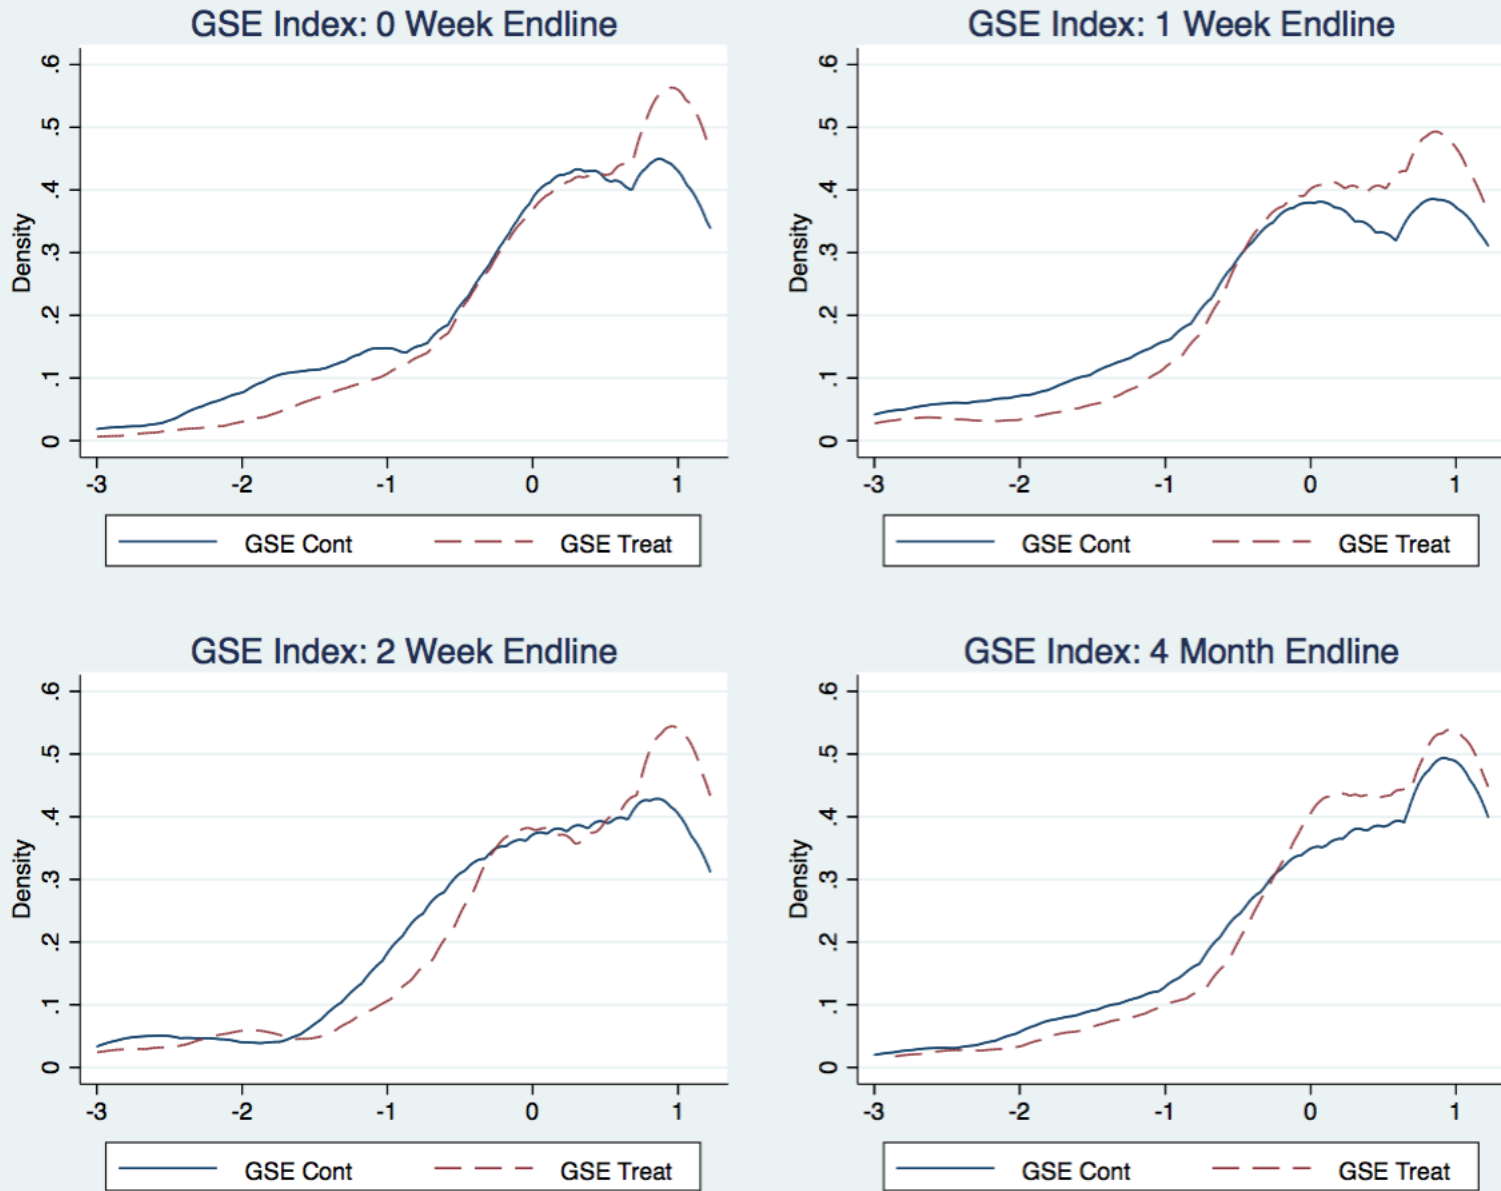 GSE Index: 0 Week Endline
Density
.6
.5
.4
.3
.2
.1
0
-3 -2 -1 0 1
GSE Cont GSE Treat
GSE Index: 1 Week Endline
Density
.6
.5
.4
.3
.2
.1
0
-3 -2 -1 0 1
GSE Cont GSE Treat
GSE Index: 2 Week Endline
Density
.6
.5
.4
.3
.2
.1
0
-3 -2 -1 0 1
GSE Cont GSE Treat
GSE Index: 4 Month Endline
Density
.6
.5
.4
.3
.2
.1
0
-3 -2 -1 0 1
GSE Cont GSE Treat